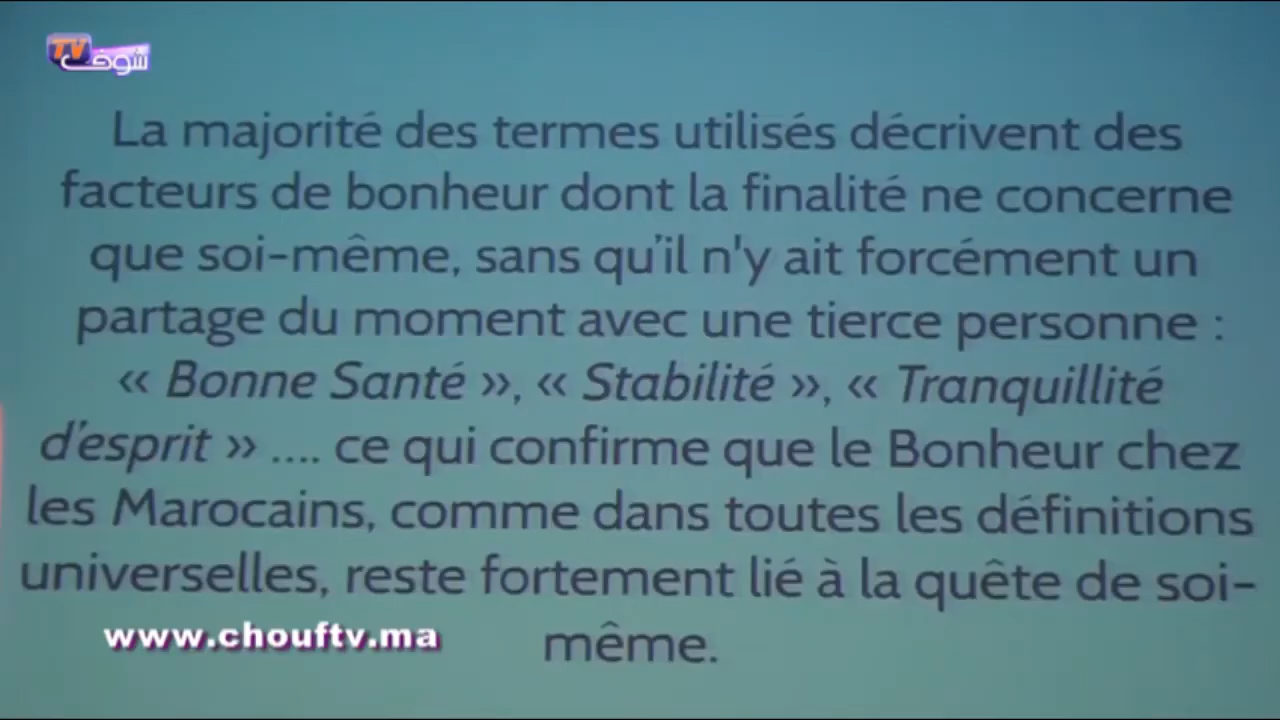 TV شوف
La majorité des termes utilisés décrivent des
facteurs de bonheur dont la finalité ne concerne
que soi-même, sans qu'il n'y ait forcément un
partage du moment avec une tierce personne :
« Bonne Santé », « Stabilité », « Tranquillité
d'esprit » .... ce qui confirme que le Bonheur chez
les Marocains, comme dans toutes les définitions
universelles, reste fortement lié à la quête de soi-
même.
www.chouftv.ma